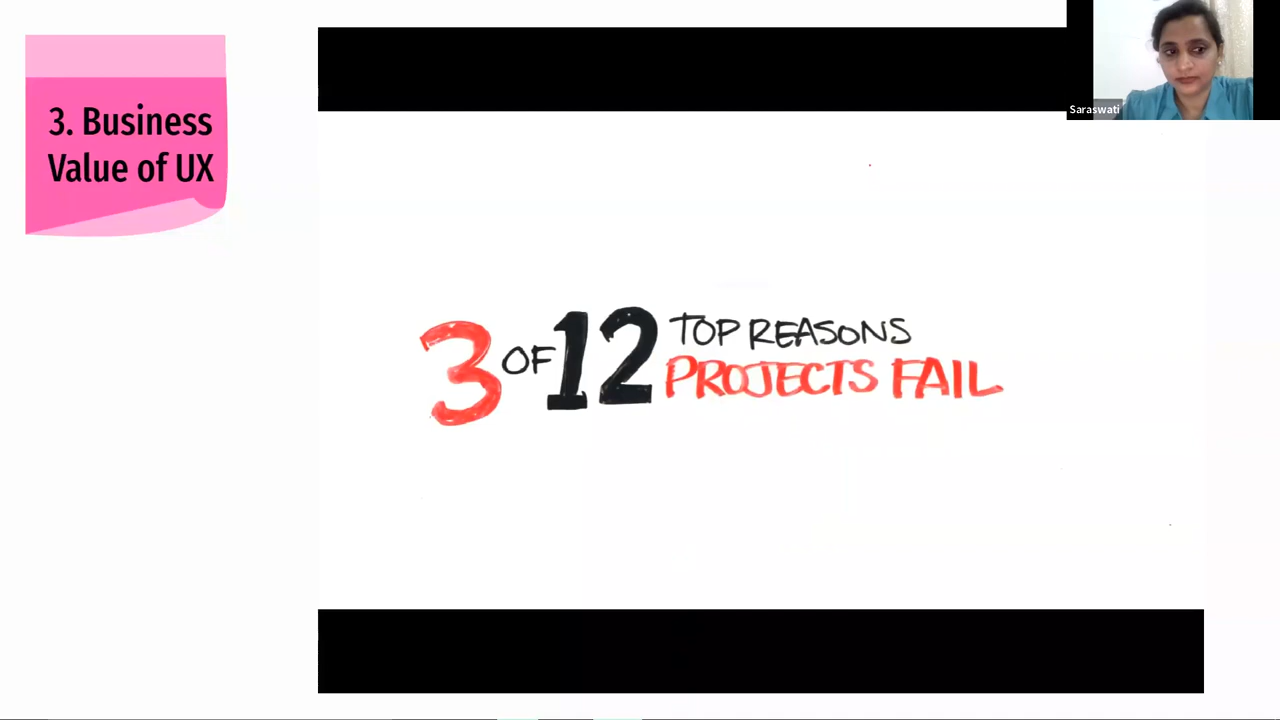 3. Business
Value of UX
3 OF 12 TOP REASONS
PROJECTS FAIL
Saraswati